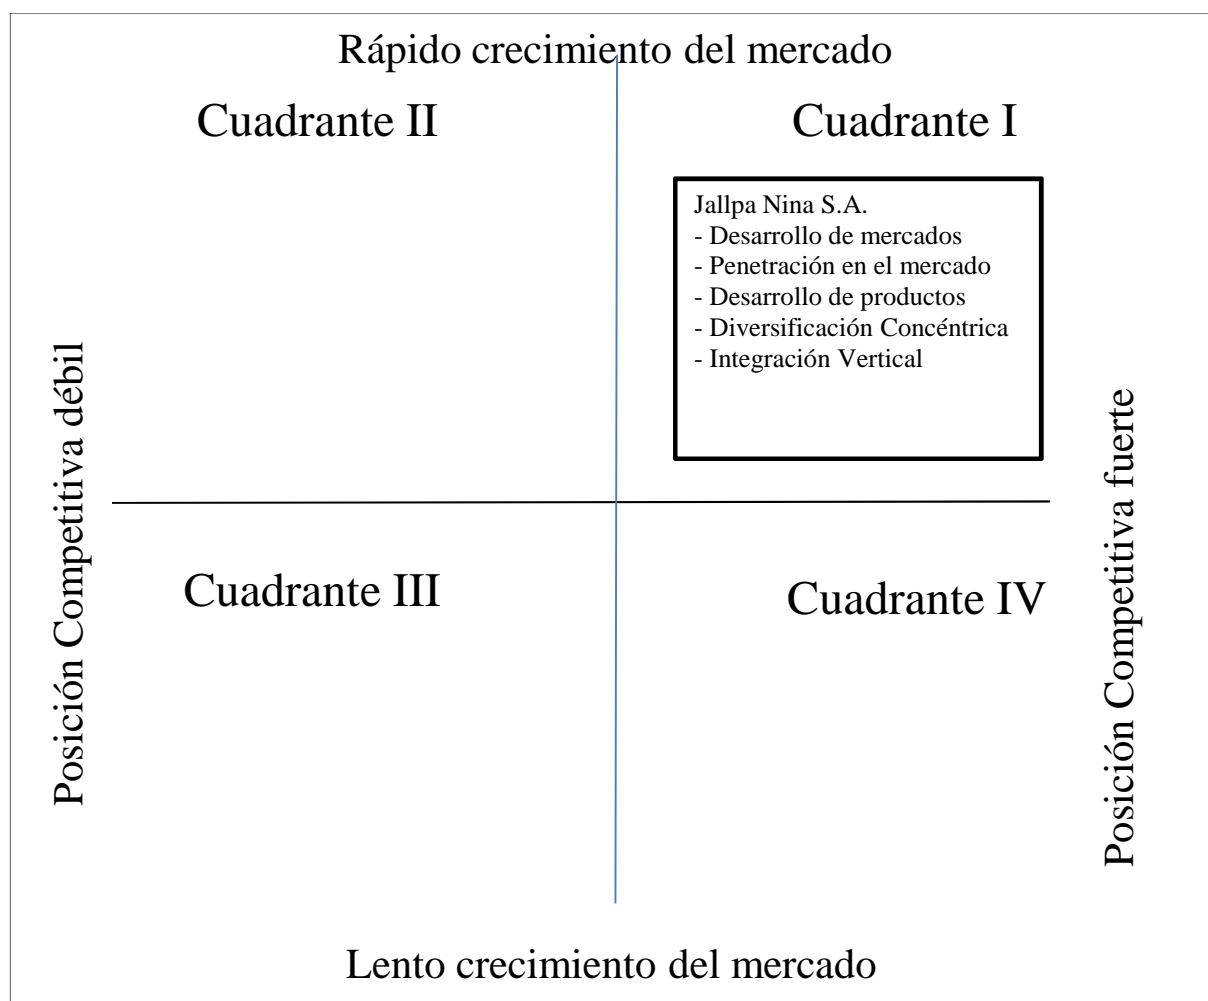 Rápido crecimiento del mercado
Cuadrante II
Cuadrante I
Jallpa Nina S.A.
- Desarrollo de mercados
- Penetración en el mercado
- Desarrollo de productos
- Diversificación Concéntrica
- Integración Vertical
Posición Competitiva débil
Posición Competitiva fuerte
Cuadrante III
Cuadrante IV
Lento crecimiento del mercado